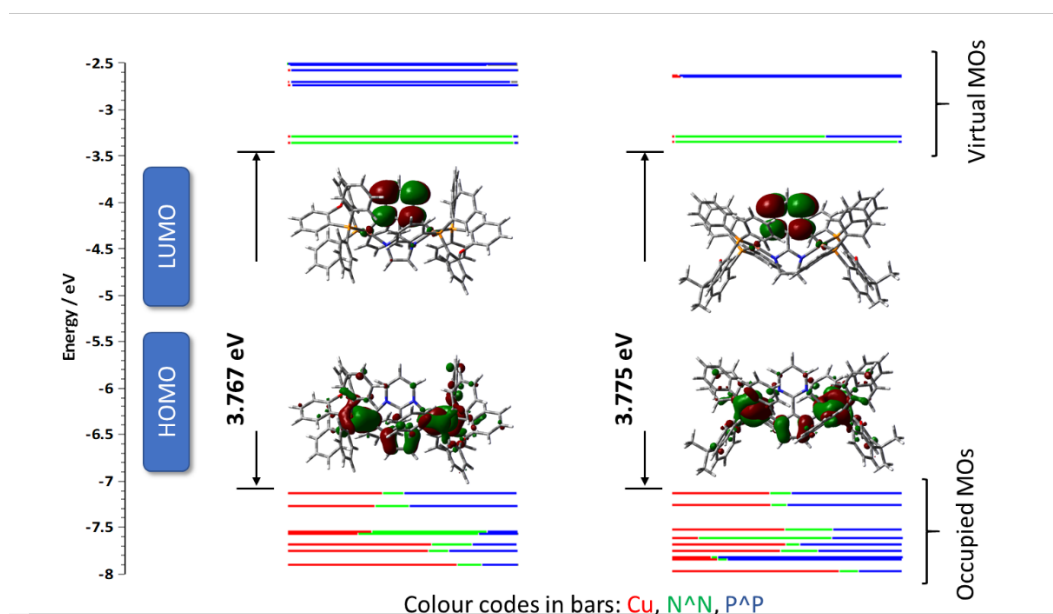 -2.5
-3
-3.5
-4
-4.5
-5
-5.5
-6
-6.5
-7
-7.5
-8
Energy / eV
LUMO
HOMO
3.767 eV
3.775 eV
Virtual MOs
Occupied MOs
Colour codes in bars: Cu, N^N, P^P